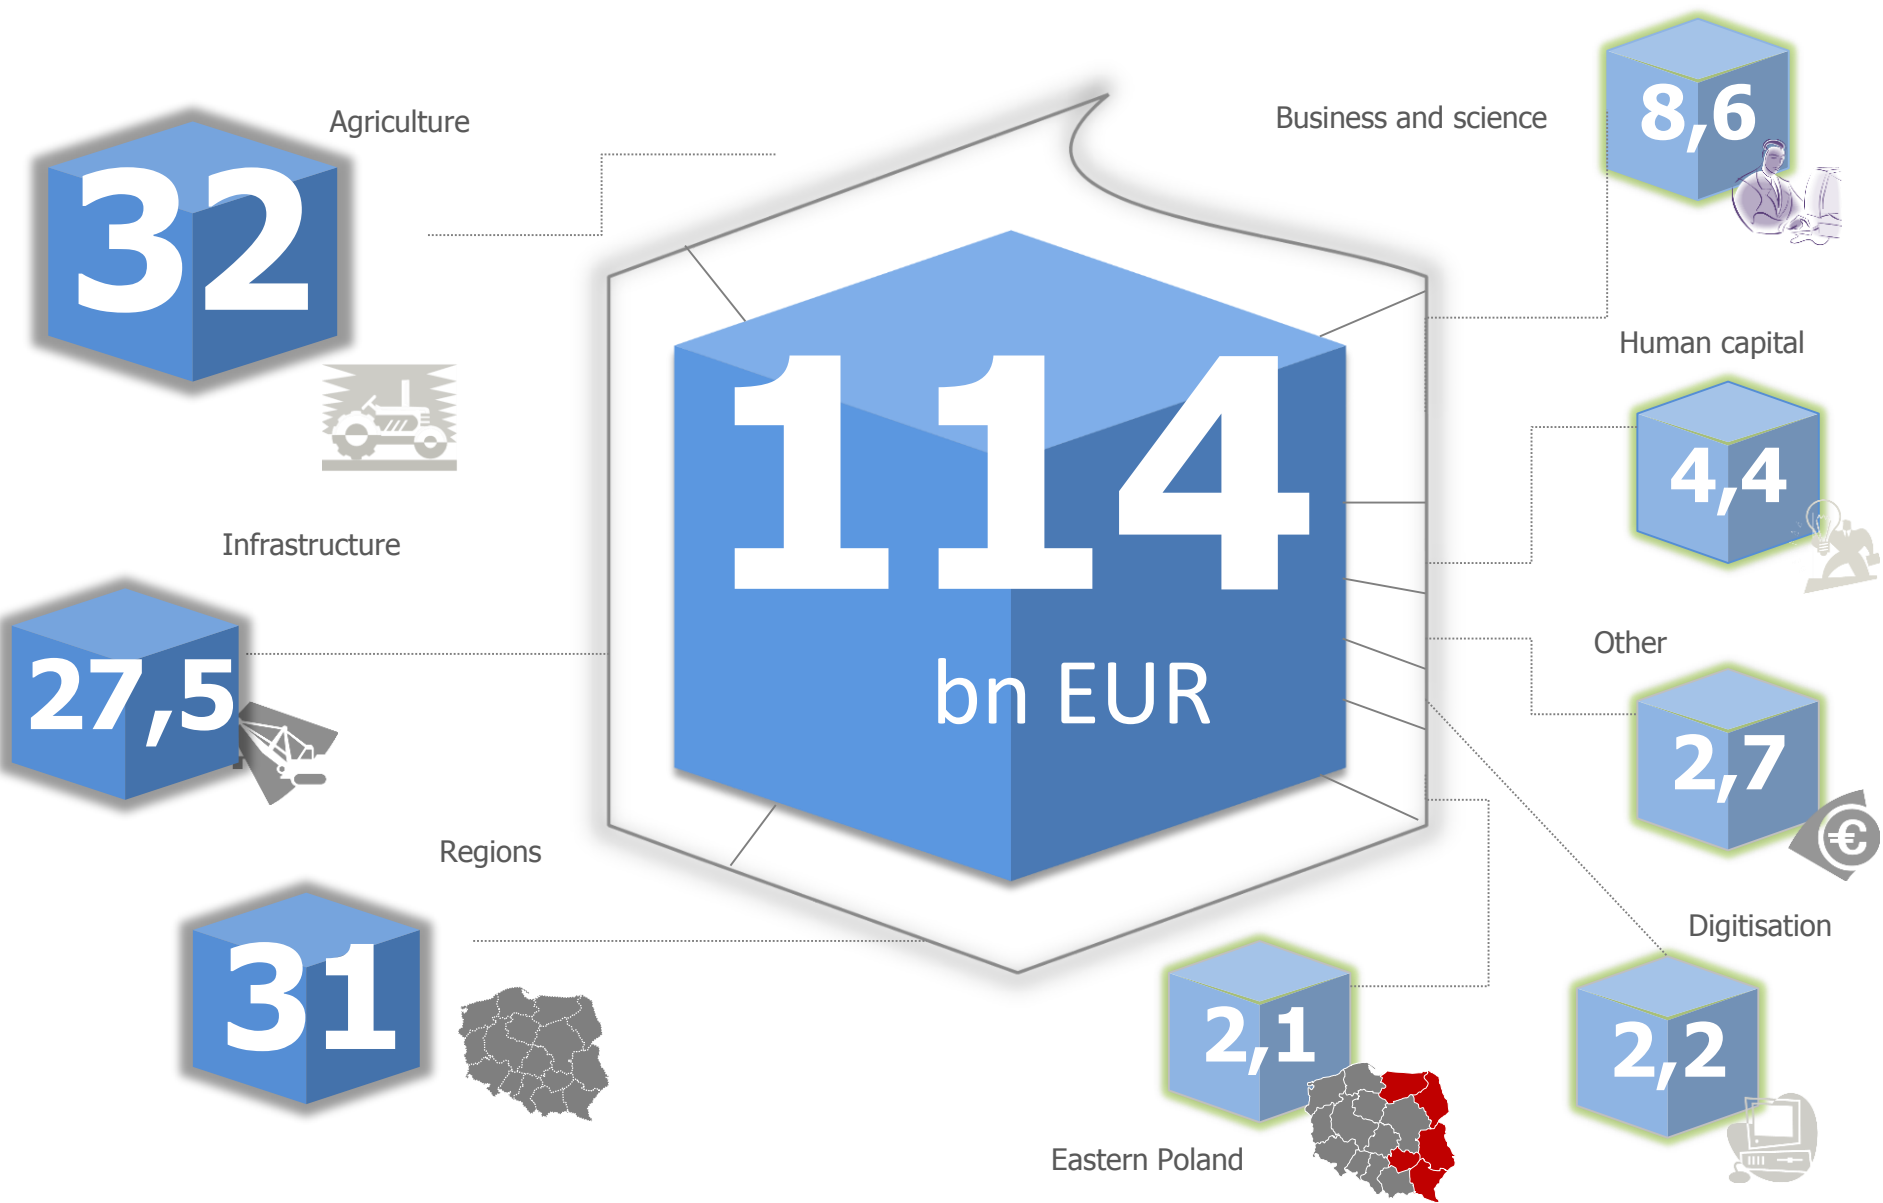 Agriculture
32
Infrastructure
27,5
Regions
31
114
bn EUR
Business and science
8,6
Human capital
4,4
Other
2,7
Digitisation
2,2
2,1
Eastern Poland